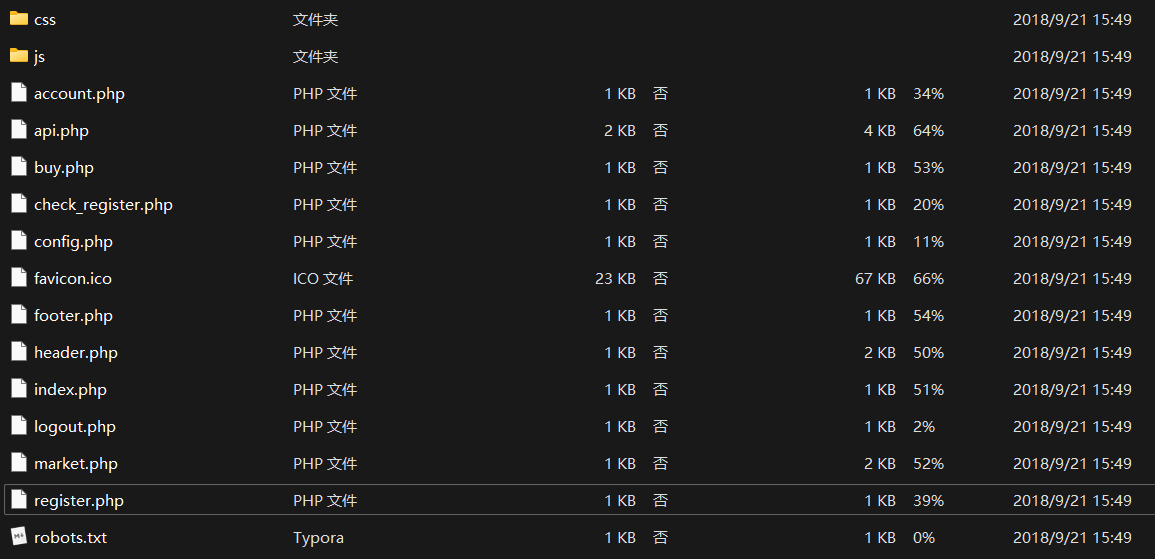 css 文件夹 2018/9/21 15:49
js 文件夹 2018/9/21 15:49
account.php PHP 文件 1 KB 否 1 KB 34% 2018/9/21 15:49
api.php PHP 文件 2 KB 否 4 KB 64% 2018/9/21 15:49
buy.php PHP 文件 1 KB 否 1 KB 53% 2018/9/21 15:49
check_register.php PHP 文件 1 KB 否 1 KB 20% 2018/9/21 15:49
config.php PHP 文件 1 KB 否 1 KB 11% 2018/9/21 15:49
favicon.ico ICO 文件 23 KB 否 67 KB 66% 2018/9/21 15:49
footer.php PHP 文件 1 KB 否 1 KB 54% 2018/9/21 15:49
header.php PHP 文件 1 KB 否 2 KB 50% 2018/9/21 15:49
index.php PHP 文件 1 KB 否 1 KB 51% 2018/9/21 15:49
logout.php PHP 文件 1 KB 否 1 KB 2% 2018/9/21 15:49
market.php PHP 文件 1 KB 否 2 KB 52% 2018/9/21 15:49
register.php PHP 文件 1 KB 否 1 KB 39% 2018/9/21 15:49
robots.txt Typora 1 KB 否 1 KB 0% 2018/9/21 15:49